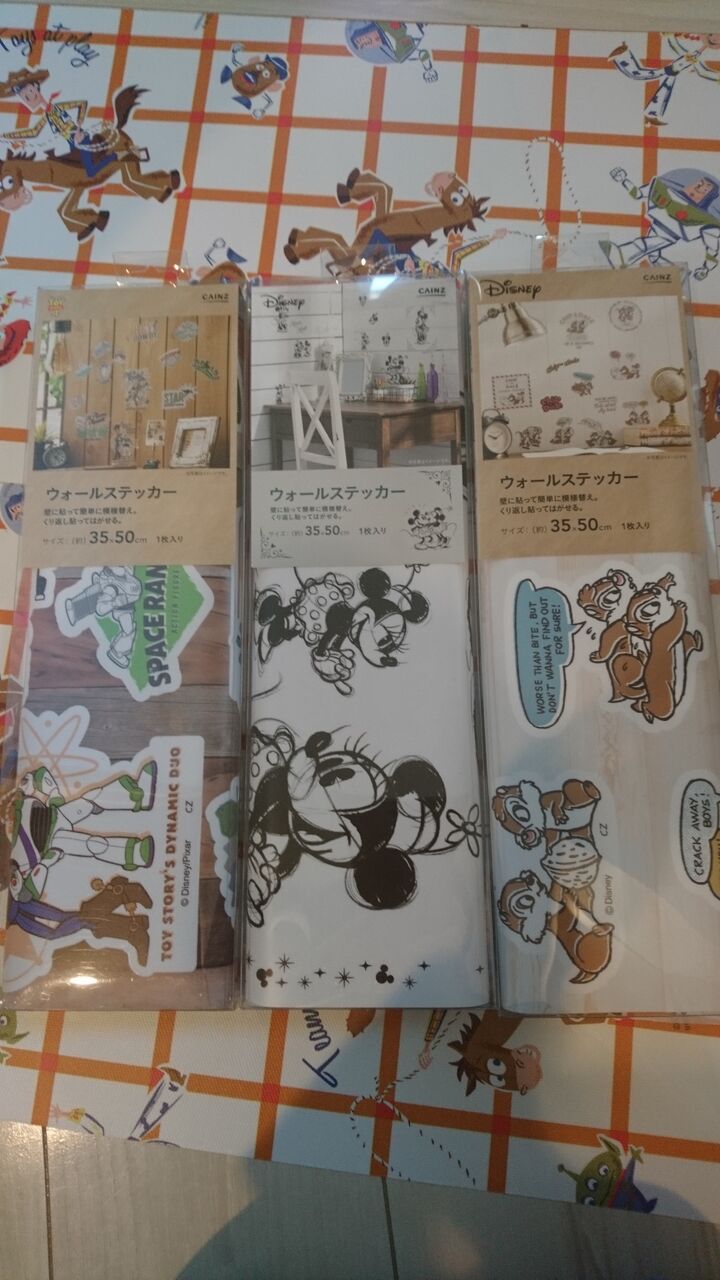 Toys at play
TOY
CAINZ
ウォールステッカー
壁に貼って簡単に模様替え。
くり返し貼ってはがせる。
サイズ：(約) 35×50cm 1枚入り
SPACE RAN
ACTION FIGURE
TOY STORY'S DYNAMIC DUO
©Disney/Pixar CZ
Disney
CAINZ
ウォールステッカー
壁に貼って簡単に模様替え。
くり返し貼ってはがせる。
サイズ：(約) 35×50cm 1枚入り
Disney
CAINZ
ウォールステッカー
壁に貼って簡単に模様替え。
くり返し貼ってはがせる。
サイズ：(約) 35×50cm 1枚入り
WORSE THAN BITE, BUT
DON'T WANNA FIND OUT
FOR SURE!
CRACK AWAY,
BOYS!
©Disney CZ